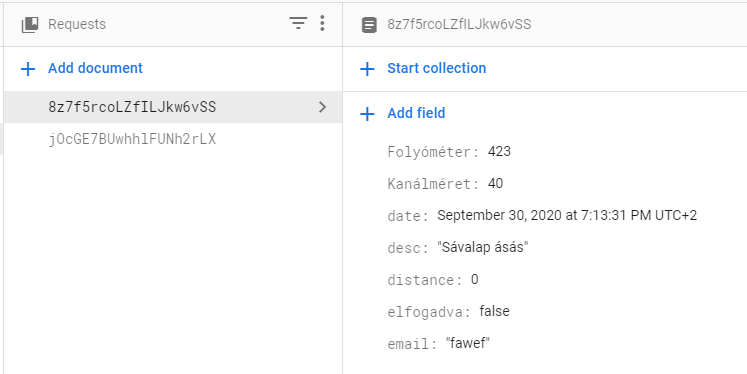 Requests
Add document
8z7f5rcoLZfILJkw6vSS
jOcGE7BUwhhlFUNh2rLX
8z7f5rcoLZfILJkw6vSS
Start collection
Add field
Folyóméter: 423
Kanálméret: 40
date: September 30, 2020 at 7:13:31 PM UTC+2
desc: "Sávalap ásás"
distance: 0
elfogadva: false
email: "fawef"